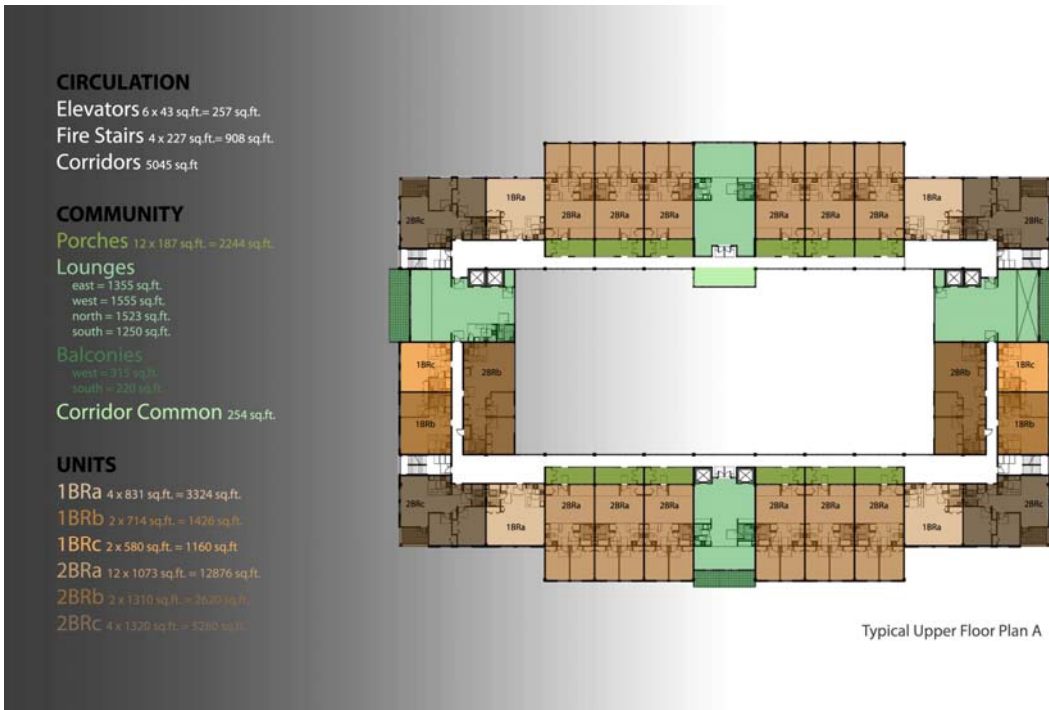 CIRCULATION
Elevators 6 x 43 sq.ft.= 257 sq.ft.
Fire Stairs 4 x 227 sq.ft.= 908 sq.ft.
Corridors 5045 sq.ft
COMMUNITY
Porches 12 x 187 sq.ft. = 2244 sq.ft.
Lounges
east = 1355 sq.ft.
west = 1555 sq.ft.
north = 1523 sq.ft.
south = 1250 sq.ft.
Balconies
west = 315 sq.ft.
south = 220 sq.ft.
Corridor Common 254 sq.ft.
UNITS
1BRa 4 x 831 sq.ft. = 3324 sq.ft.
1BRb 2 x 714 sq.ft. = 1426 sq.ft.
1BRc 2 x 580 sq.ft.= 1160 sq.ft
2BRa 12 x 1073 sq.ft.= 12876 sq.ft.
2BRb 2 x 1310 sq.ft.= 2620 sq.ft.
2BRc 4 x 1320 sq.ft.= 5280 sq.ft.
2BRc
1BRa
2BRa
2BRa
2BRa
2BRa
2BRa
2BRa
1BRa
2BRc
1BRc
2BRb
2BRb
1BRc
1BRb
1BRb
2BRc
1BRa
2BRa
2BRa
2BRa
2BRa
2BRa
2BRa
1BRa
2BRc
Typical Upper Floor Plan A